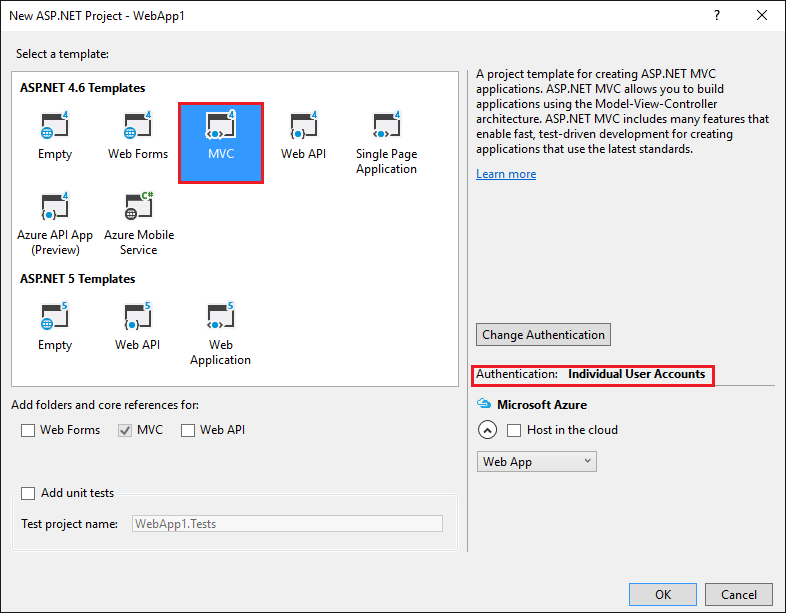 New ASP.NET Project - WebApp1
?
Select a template:
ASP.NET 4.6 Templates
4
Empty
4
Web Forms
4
MVC
4
Web API
4
Single Page
Application
4
Azure API App
(Preview)
C#
Azure Mobile
Service
ASP.NET 5 Templates
5
Empty
5
Web API
5
Web
Application
A project template for creating ASP.NET MVC
applications. ASP.NET MVC allows you to build
applications using the Model-View-Controller
architecture. ASP.NET MVC includes many features that
enable fast, test-driven development for creating
applications that use the latest standards.
Learn more
Change Authentication
Authentication: Individual User Accounts
Microsoft Azure
Host in the cloud
Web App
Add folders and core references for:
Web Forms
MVC
Web API
Add unit tests
Test project name:
WebApp1.Tests
OK
Cancel